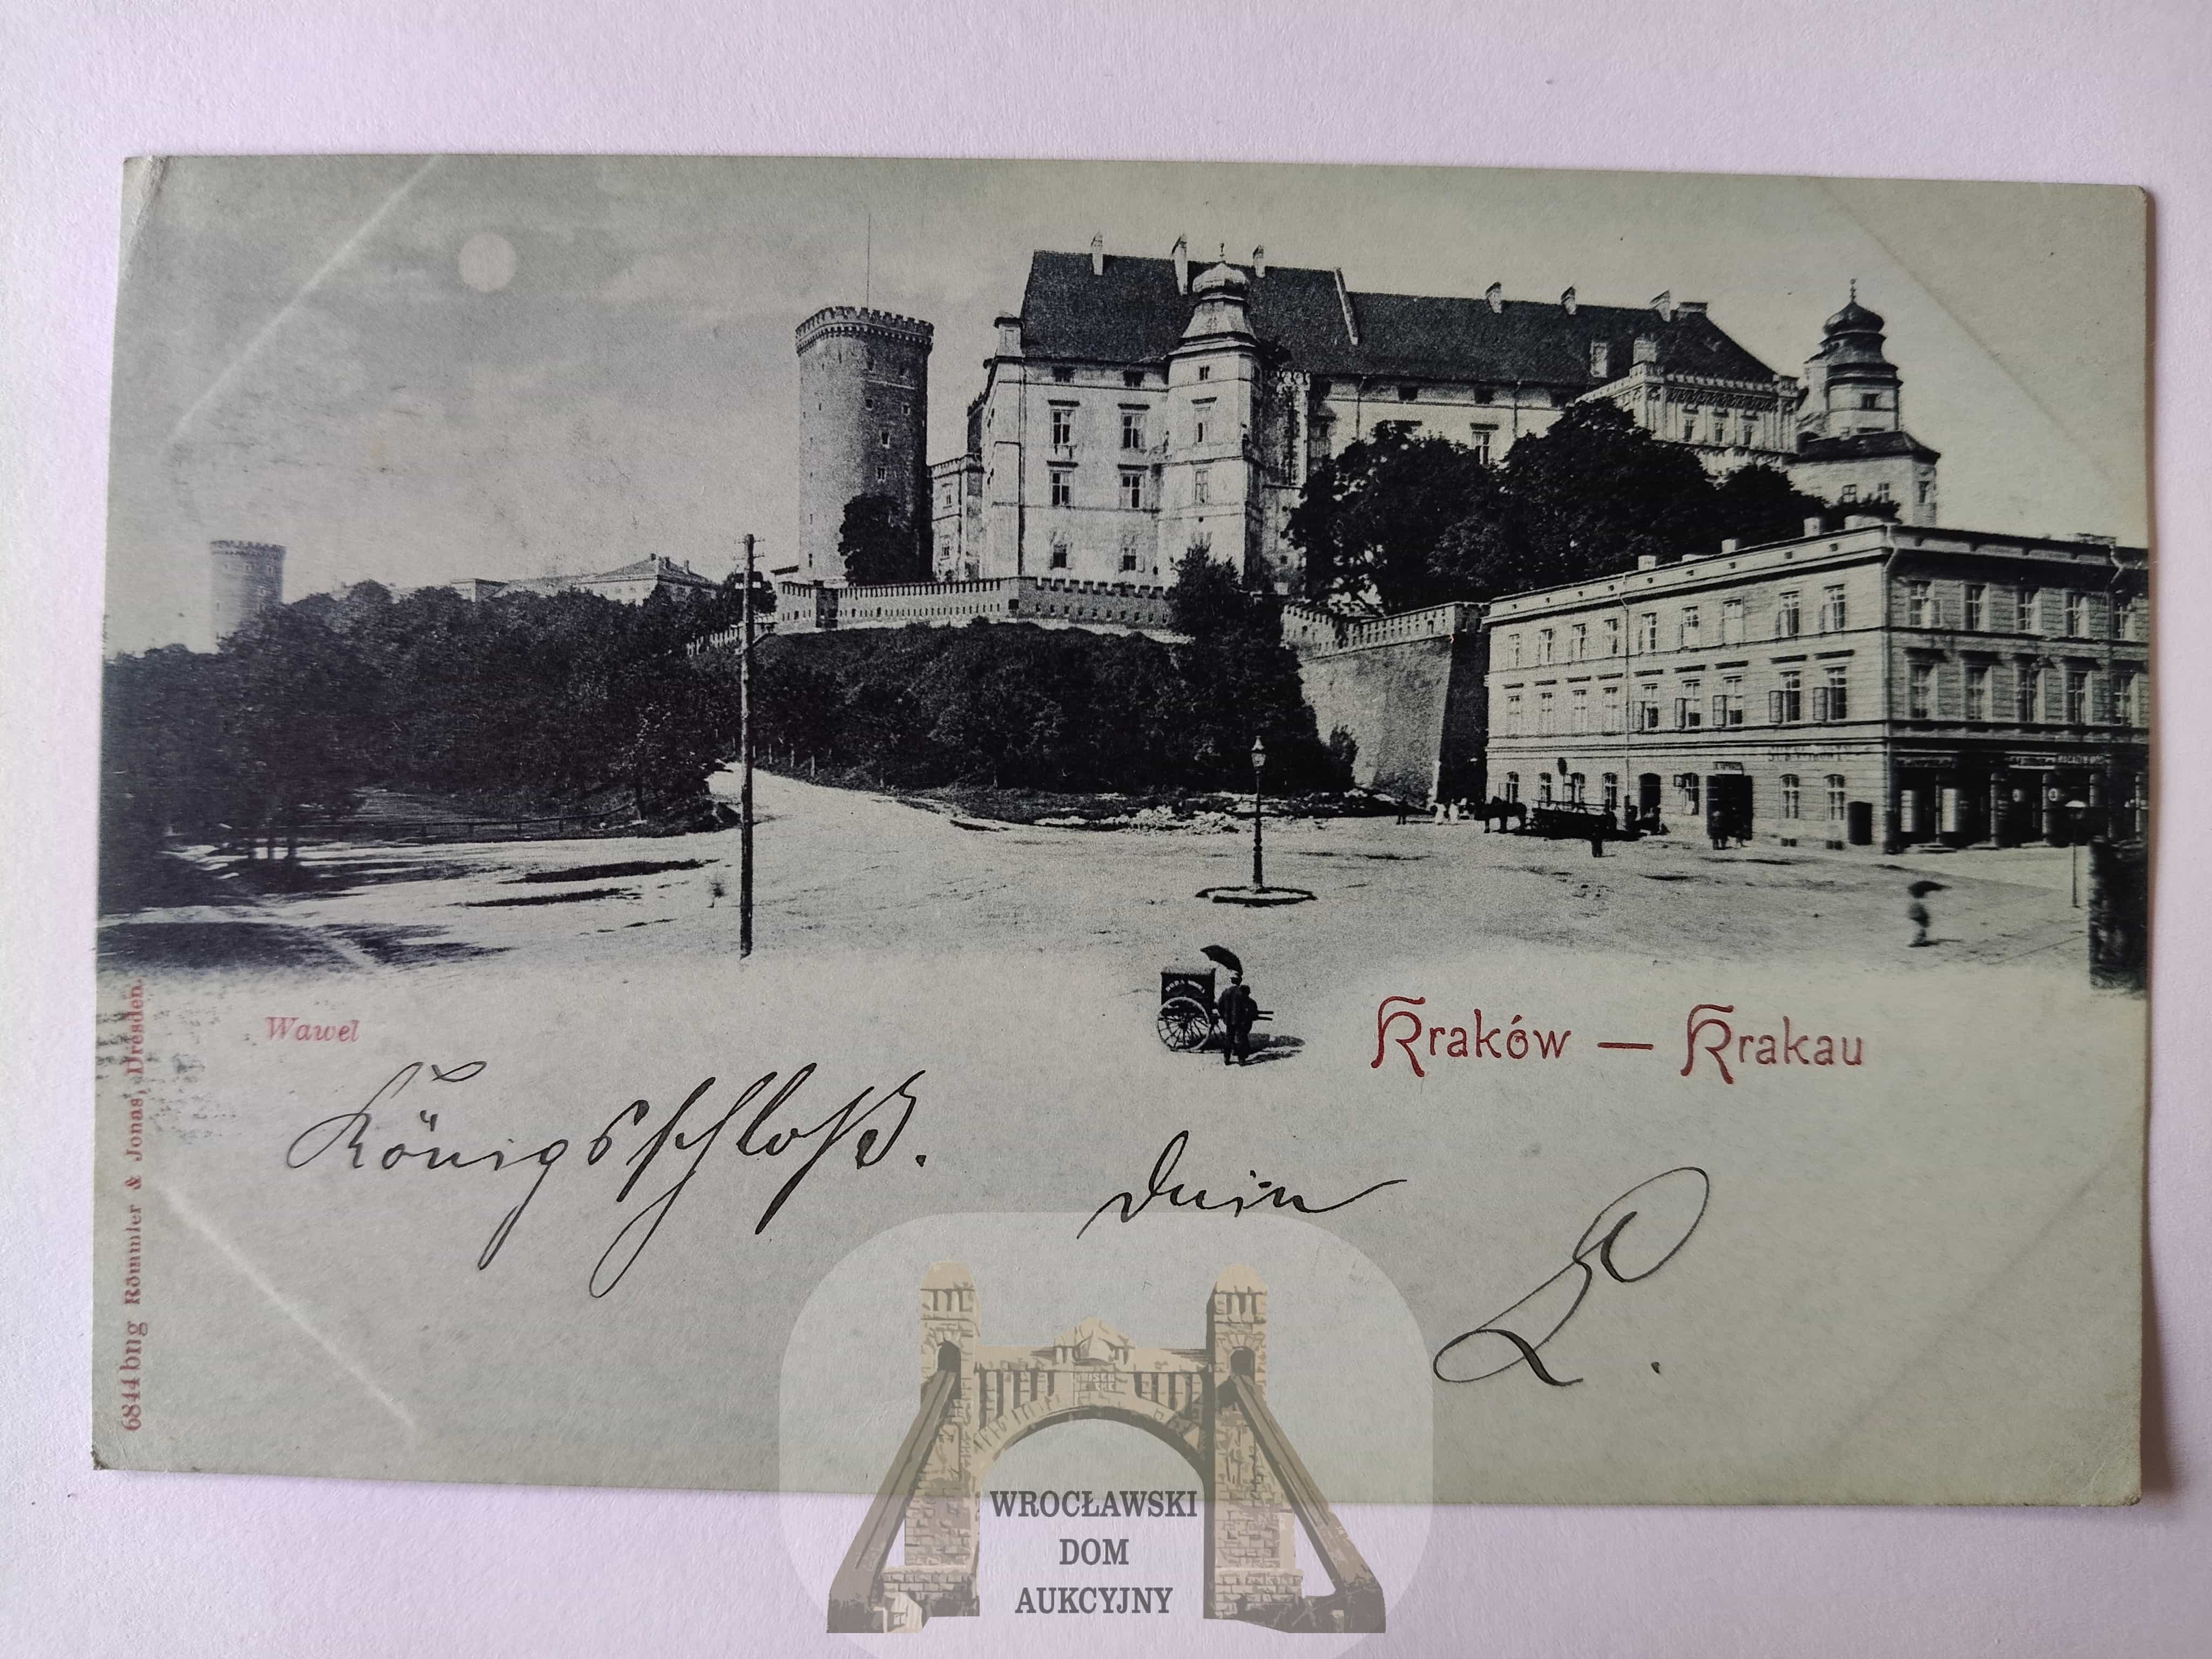 Wawel
Kraków — Krakau
Königsschloß.
Dein
L.
6844 bng Römmler & Jonas, Dresden.
WROCŁAWSKI
DOM
AUKCYJNY